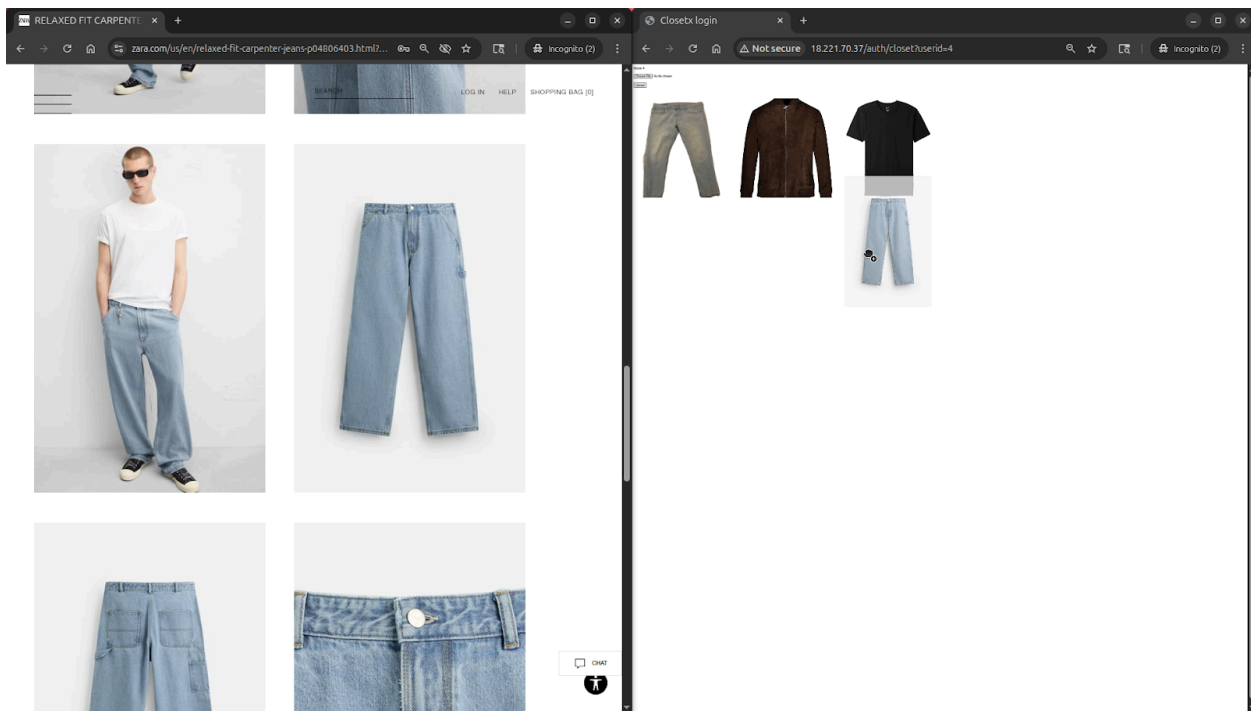 ZARA RELAXED FIT CARPENTE
zara.com/us/en/relaxed-fit-carpenter-jeans-p04806403.html?...
Incognito (2)
SEARCH
LOG IN
HELP
SHOPPING BAG [0]
CHAT
Closetx login
Not secure
18.221.70.37/auth/closet?userid=4
Incognito (2)